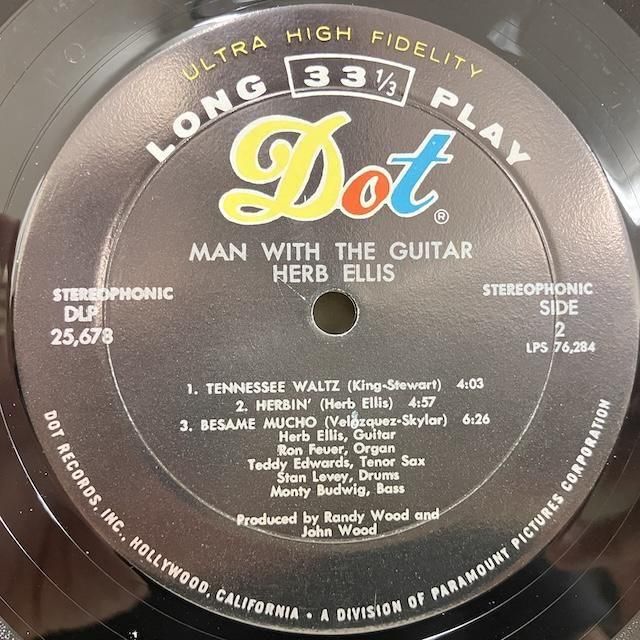 ULTRA HIGH FIDELITY
LONG 33 1/3 PLAY
Dot®
MAN WITH THE GUITAR
HERB ELLIS
STEREOPHONIC
DLP
25,678
STEREOPHONIC
SIDE
2
LPS 76,284
1. TENNESSEE WALTZ (King-Stewart) 4:03
2. HERBIN' (Herb Ellis) 4:57
3. BESAME MUCHO (Velazquez-Skylar) 6:26
Herb Ellis, Guitar
Ron Feuer, Organ
Teddy Edwards, Tenor Sax
Stan Levey, Drums
Monty Budwig, Bass
Produced by Randy Wood and
John Wood
DOT RECORDS, INC., HOLLYWOOD, CALIFORNIA • A DIVISION OF PARAMOUNT PICTURES CORPORATION